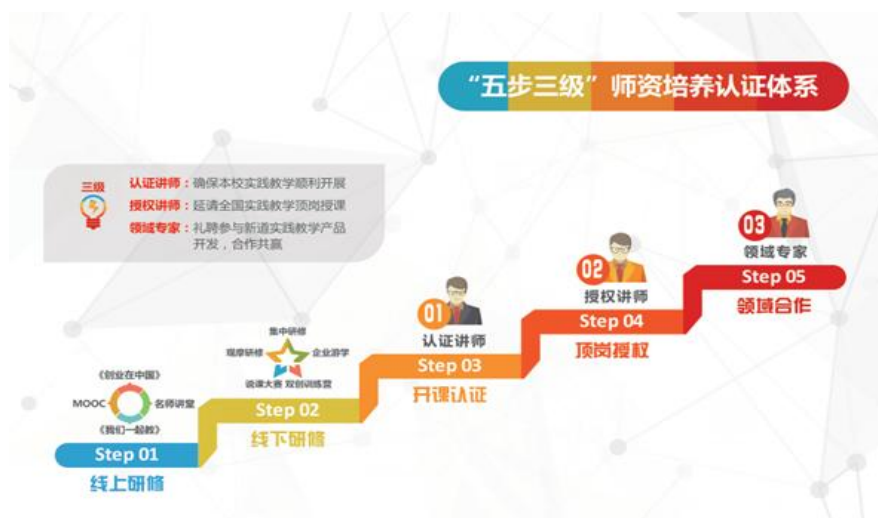 “五步三级”师资培养认证体系
三级
认证讲师：确保本校实践教学顺利开展
授权讲师：延请全国实践教学顶岗授课
领域专家：礼聘参与新道实践教学产品
开发，合作共赢
03
领域专家
Step 05
领域合作
02
授权讲师
Step 04
顶岗授权
01
认证讲师
Step 03
开课认证
集中研修
观摩研修
企业游学
说课大赛 双创训练营
Step 02
线下研修
《创业在中国》
MOOC
名师讲堂
《我们一起教》
Step 01
线上研修